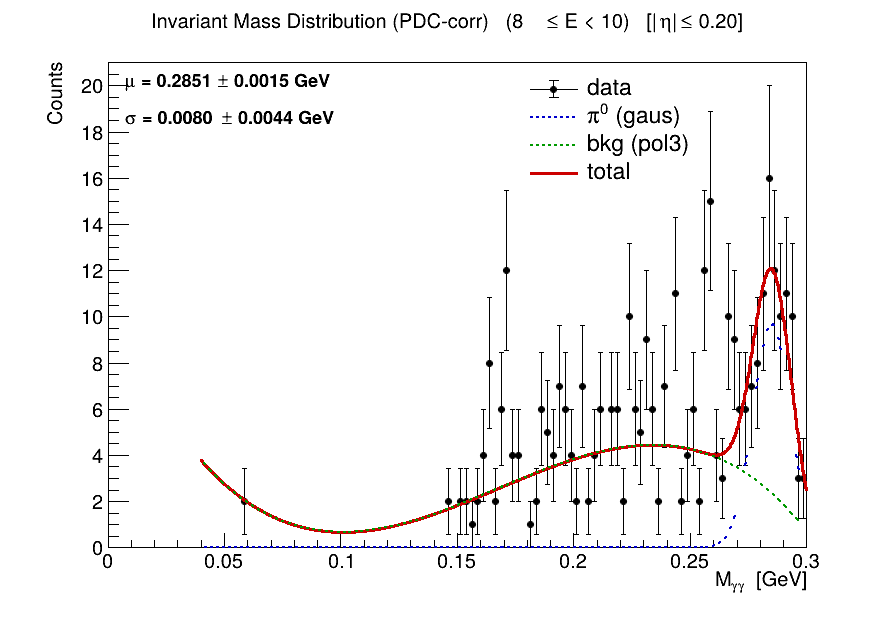 Invariant Mass Distribution (PDC-corr) (8 ≤ E < 10) [|η| ≤ 0.20]
Counts
μ = 0.2851 ± 0.0015 GeV
σ = 0.0080 ± 0.0044 GeV
data
π⁰ (gaus)
bkg (pol3)
total
20
18
16
14
12
10
8
6
4
2
0
0 0.05 0.1 0.15 0.2 0.25 0.3
Mγγ [GeV]